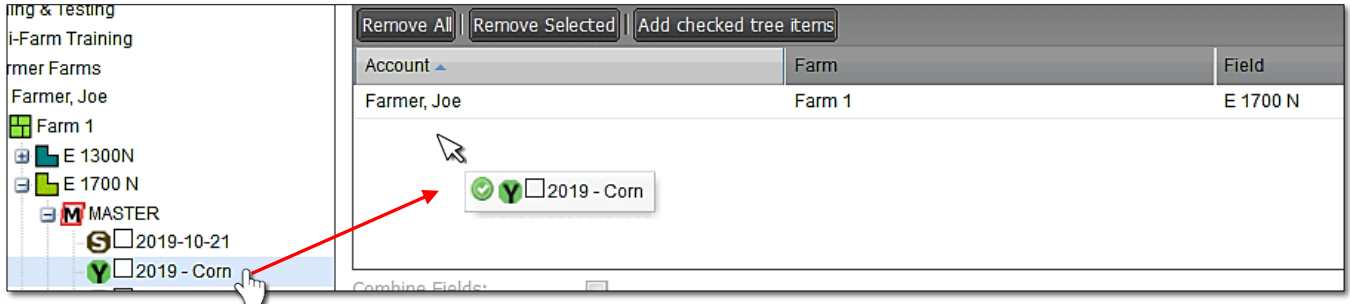 ling & Testing
i-Farm Training
rmer Farms
Farmer, Joe
Farm 1
E 1300N
E 1700 N
M MASTER
S 2019-10-21
Y 2019 - Corn
Remove All Remove Selected Add checked tree items
Account Farm Field
Farmer, Joe Farm 1 E 1700 N
Y 2019 - Corn
Combine Fields: